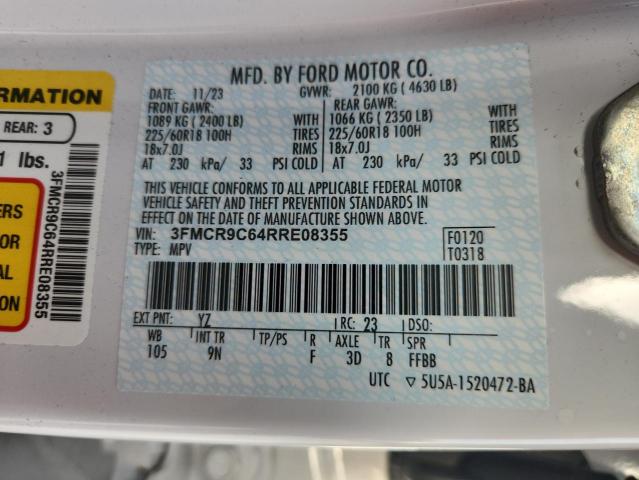 MFD. BY FORD MOTOR CO.
DATE: 11/23 GVWR: 2100 KG ( 4630 LB)
FRONT GAWR: REAR GAWR:
1089 KG ( 2400 LB) WITH 1066 KG ( 2350 LB) WITH
225/60R18 100H TIRES 225/60R18 100H TIRES
18x7.0J RIMS 18x7.0J RIMS
AT 230 kPa/ 33 PSI COLD AT 230 kPa/ 33 PSI COLD
THIS VEHICLE CONFORMS TO ALL APPLICABLE FEDERAL MOTOR
VEHICLE SAFETY AND THEFT PREVENTION STANDARDS IN
EFFECT ON THE DATE OF MANUFACTURE SHOWN ABOVE.
VIN: 3FMCR9C64RRE08355 F0120
TYPE: MPV T0318
EXT PNT: YZ RC: 23 DSO:
WB INT TR TP/PS R AXLE TR SPR
105 9N F 3D 8 FFBB
UTC ▽ 5U5A-1520472-BA
RMATION
REAR: 3
1 lbs.
3FMCR9C64RRE08355
ERS
OR
AL
ION